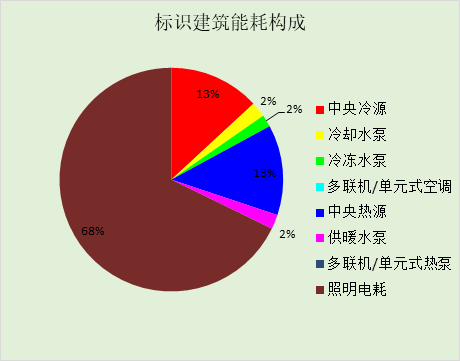 标识建筑能耗构成
13%
2%
2%
13%
2%
68%
中央冷源
冷却水泵
冷冻水泵
多联机/单元式空调
中央热源
供暖水泵
多联机/单元式热泵
照明电耗